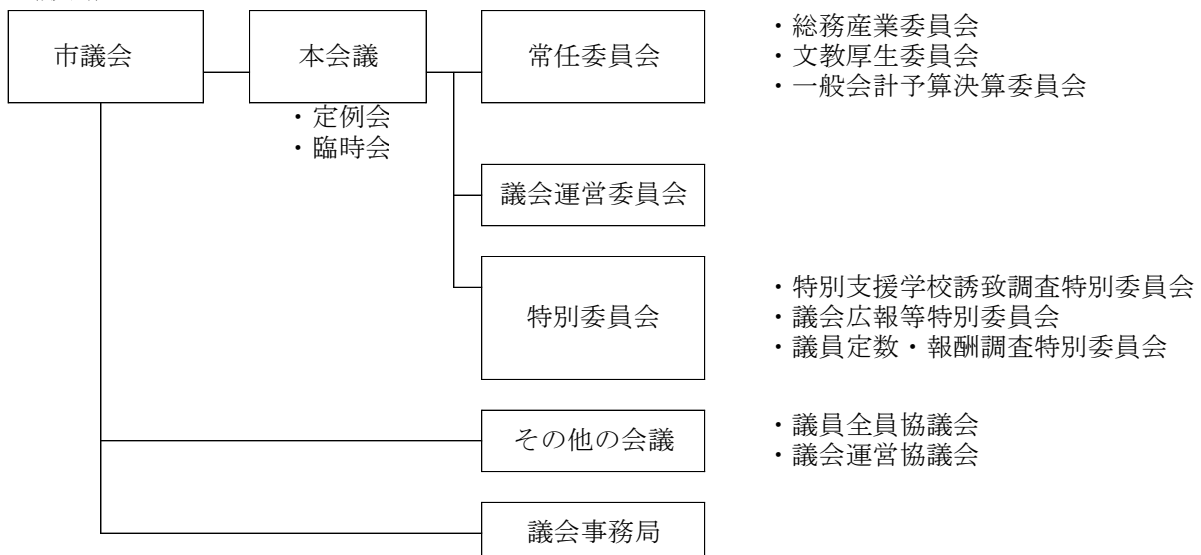 市議会
本会議
・定例会
・臨時会
常任委員会
・総務産業委員会
・文教厚生委員会
・一般会計予算決算委員会
議会運営委員会
特別委員会
・特別支援学校誘致調査特別委員会
・議会広報等特別委員会
・議員定数・報酬調査特別委員会
その他の会議
・議員全員協議会
・議会運営協議会
議会事務局